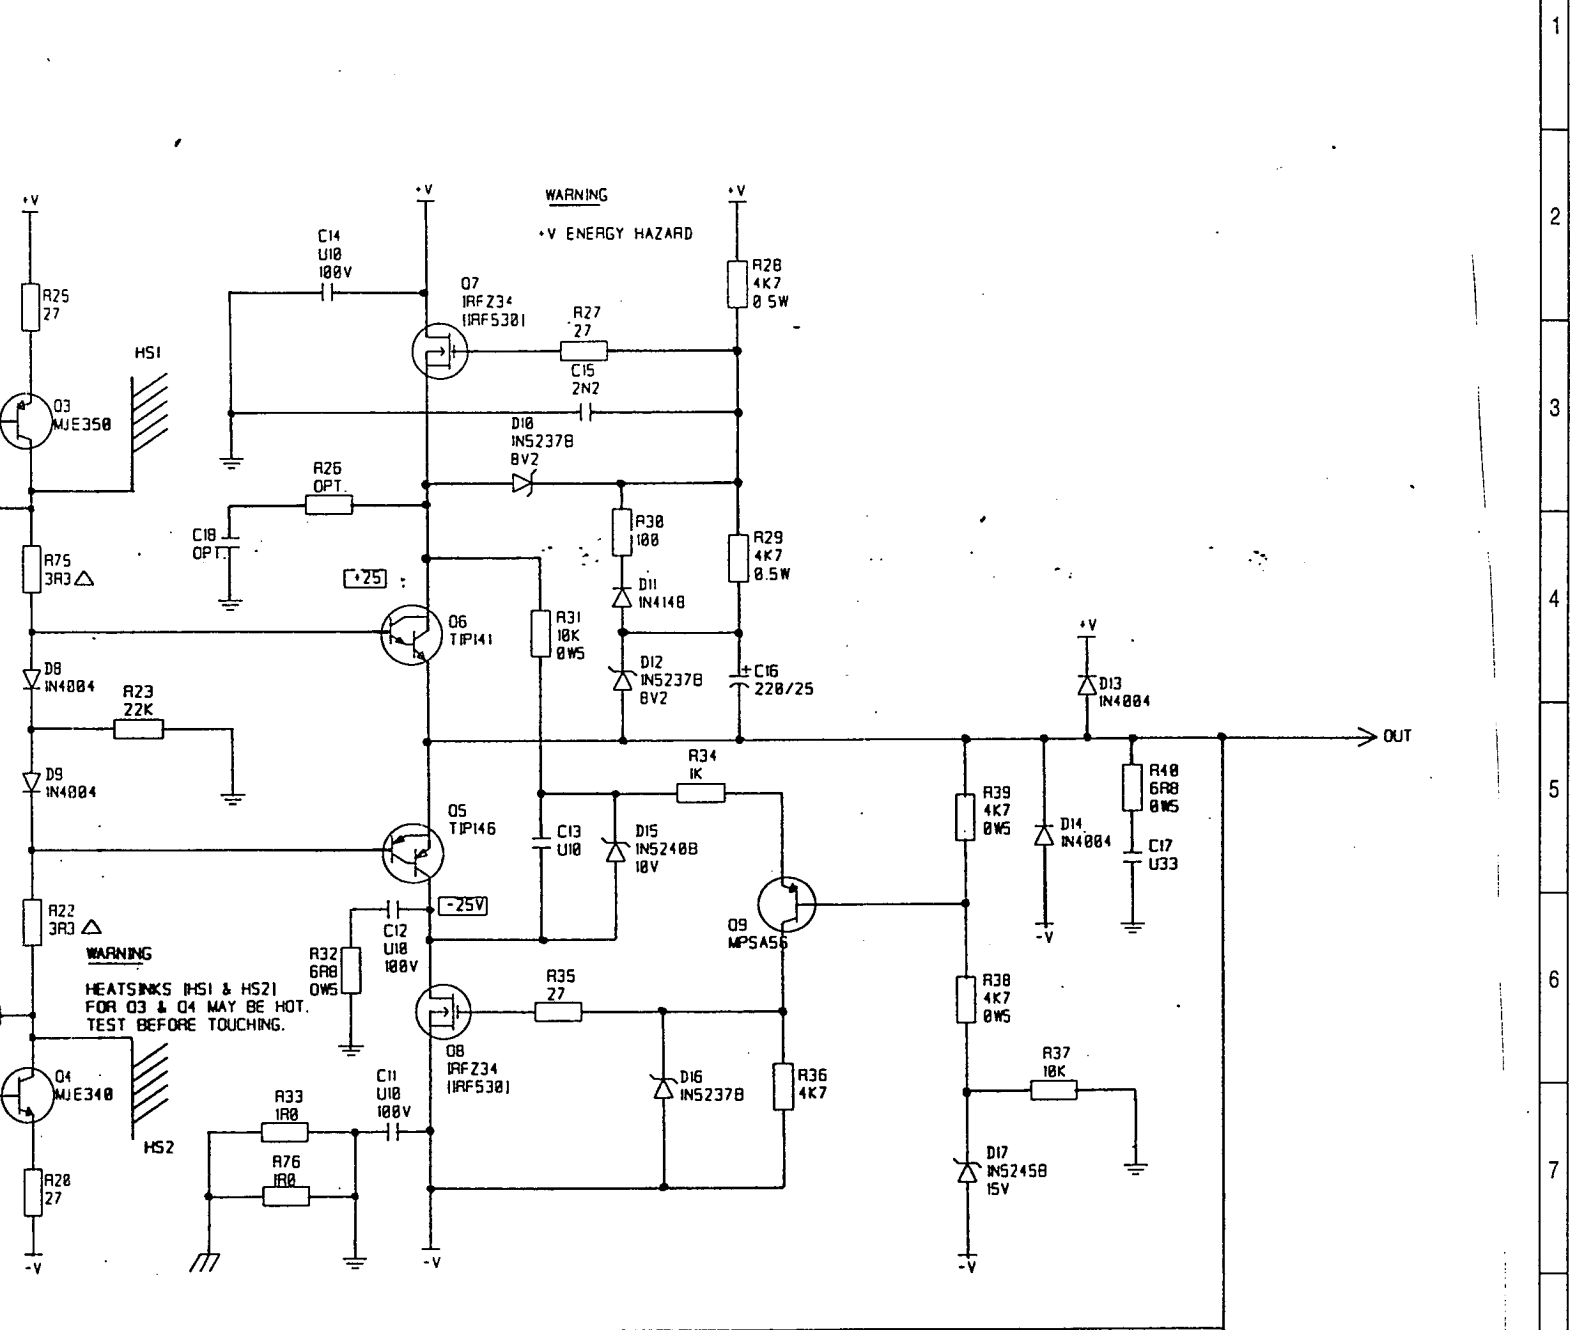 1
+V
+V
WARNING
+V
2
+V ENERGY HAZARD
C14
U10
100V
Q7
IRFZ34
(IRF530)
R28
4K7
0.5W
R25
27
R27
27
HS1
C15
2N2
3
Q3
MJE350
D10
1N5237B
8V2
R26
OPT.
C18
OPT.
R30
100
R29
4K7
0.5W
R75
3R3
+25
D11
1N4148
4
R31
10K
0W5
Q6
TIP141
+V
D8
1N4004
D12
1N5237B
8V2
+
C16
220/25
D13
1N4004
R23
22K
OUT
D9
1N4004
R34
1K
R40
6R8
0W5
5
R39
4K7
0W5
Q5
TIP146
C13
U10
D15
1N5240B
10V
D14
1N4004
C17
U33
R22
3R3
-25V
Q9
MPSA56
-V
C12
U10
100V
WARNING
HEATSINKS (HS1 & HS2)
FOR Q3 & Q4 MAY BE HOT.
TEST BEFORE TOUCHING.
R32
6R8
0W5
R35
27
R38
4K7
0W5
6
Q8
IRFZ34
(IRF530)
R37
10K
Q4
MJE340
C11
U10
100V
D16
1N5237B
R36
4K7
R33
1R0
HS2
R76
1R0
D17
1N5245B
15V
7
R20
27
-V
-V
-V